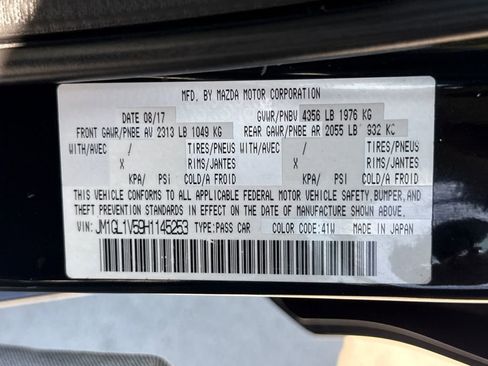 MFD. BY MAZDA MOTOR CORPORATION
DATE 08/17 GVWR/PNBV 4356 LB 1976 KG
FRONT GAWR/PNBE AV 2313 LB 1049 KG REAR GAWR/PNBE AR 2055 LB 932 KG
WITH/AVEC / TIRES/PNEUS WITH/AVEC / TIRES/PNEUS
X RIMS/JANTES X RIMS/JANTES
KPA/ PSI COLD/A FROID KPA/ PSI COLD/A FROID
THIS VEHICLE CONFORMS TO ALL APPLICABLE FEDERAL MOTOR VEHICLE SAFETY, BUMPER, AND
THEFT PREVENTION STANDARDS IN EFFECT ON THE DATE OF MANUFACTURE SHOWN ABOVE.
VIN: JM1GL1V59H1145253 TYPE:PASS CAR COLOR CODE: 41W MADE IN JAPAN